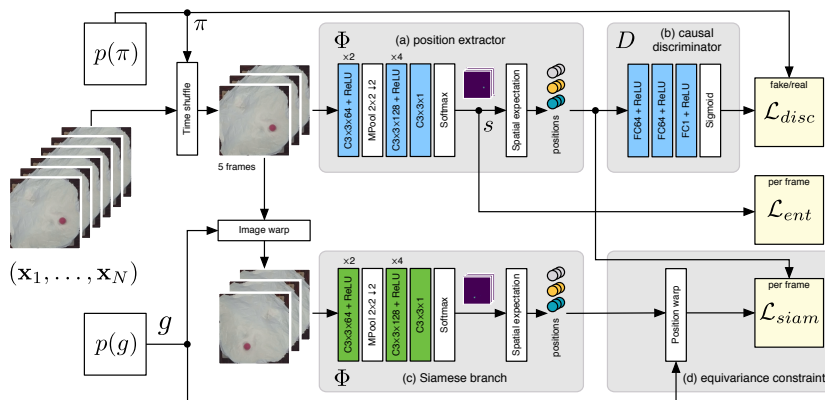 π
p(π)
Time shuffle
5 frames
Φ
(a) position extractor
×2
×4
C3×3×64 + ReLU
MPool 2×2 ↓2
C3×3×128 + ReLU
C3×3×1
Softmax
s
Spatial expectation
positions
D
(b) causal
discriminator
FC64 + ReLU
FC64 + ReLU
FC1 + ReLU
Sigmoid
fake/real
ℒdisc
per frame
ℒent
(x1, . . . , xN)
Image warp
g
p(g)
×2
×4
C3×3×64 + ReLU
MPool 2×2 ↓2
C3×3×128 + ReLU
C3×3×1
Softmax
Spatial expectation
positions
Φ
(c) Siamese branch
Position warp
per frame
ℒsiam
(d) equivariance constraint